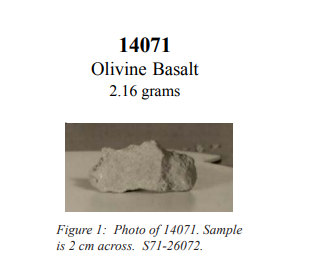 14071
Olivine Basalt
2.16 grams
Figure 1:  Photo of 14071. Sample
is 2 cm across.  S71-26072.